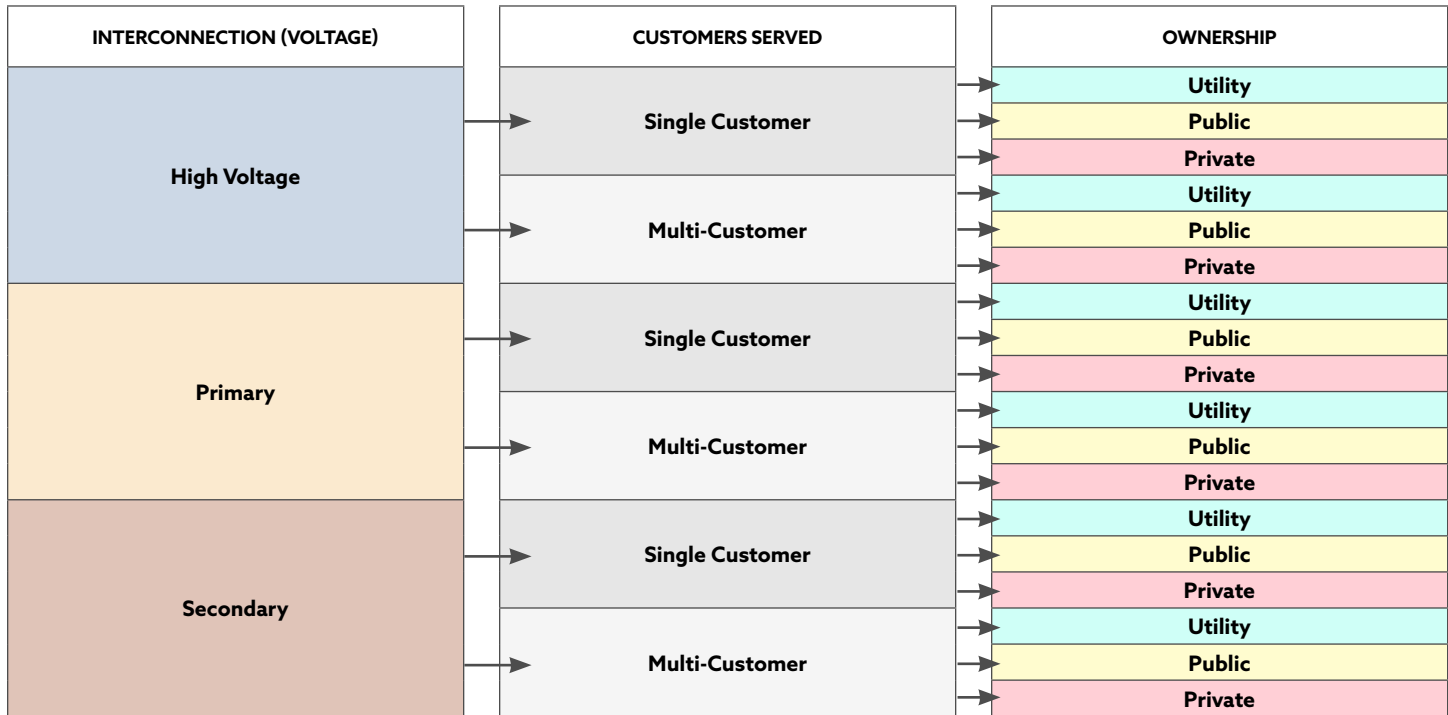 INTERCONNECTION (VOLTAGE)
CUSTOMERS SERVED
OWNERSHIP
High Voltage
Single Customer
Utility
Public
Private
Multi-Customer
Utility
Public
Private
Primary
Single Customer
Utility
Public
Private
Multi-Customer
Utility
Public
Private
Secondary
Single Customer
Utility
Public
Private
Multi-Customer
Utility
Public
Private